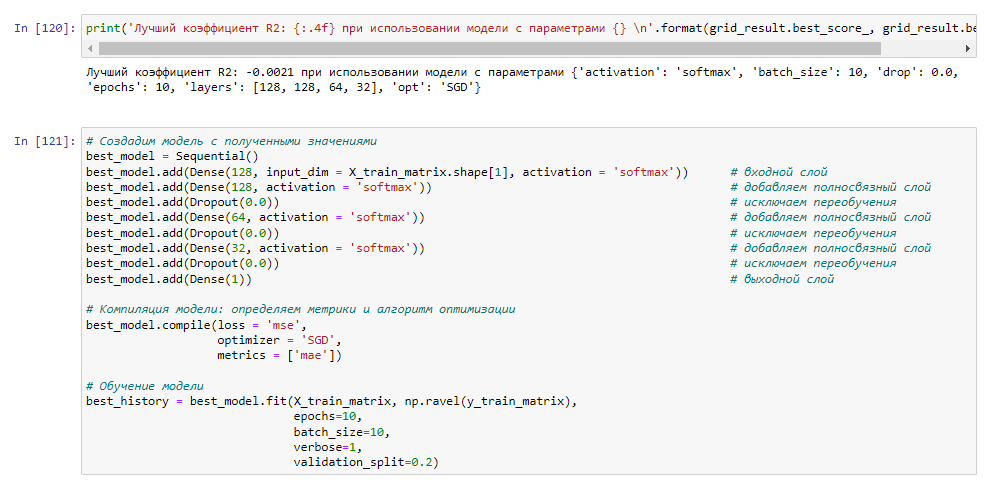 In [120]: print('Лучший коэффициент R2: {:.4f} при использовании модели с параметрами {} \n'.format(grid_result.best_score_, grid_result.be
Лучший коэффициент R2: -0.0021 при использовании модели с параметрами {'activation': 'softmax', 'batch_size': 10, 'drop': 0.0,
'epochs': 10, 'layers': [128, 128, 64, 32], 'opt': 'SGD'}
In [121]: # Создадим модель с полученными значениями
best_model = Sequential()
best_model.add(Dense(128, input_dim = X_train_matrix.shape[1], activation = 'softmax')) # входной слой
best_model.add(Dense(128, activation = 'softmax')) # добавляем полносвязный слой
best_model.add(Dropout(0.0)) # исключаем переобучения
best_model.add(Dense(64, activation = 'softmax')) # добавляем полносвязный слой
best_model.add(Dropout(0.0)) # исключаем переобучения
best_model.add(Dense(32, activation = 'softmax')) # добавляем полносвязный слой
best_model.add(Dropout(0.0)) # исключаем переобучения
best_model.add(Dense(1)) # выходной слой
# Компиляция модели: определяем метрики и алгоритм оптимизации
best_model.compile(loss = 'mse',
optimizer = 'SGD',
metrics = ['mae'])
# Обучение модели
best_history = best_model.fit(X_train_matrix, np.ravel(y_train_matrix),
epochs=10,
batch_size=10,
verbose=1,
validation_split=0.2)